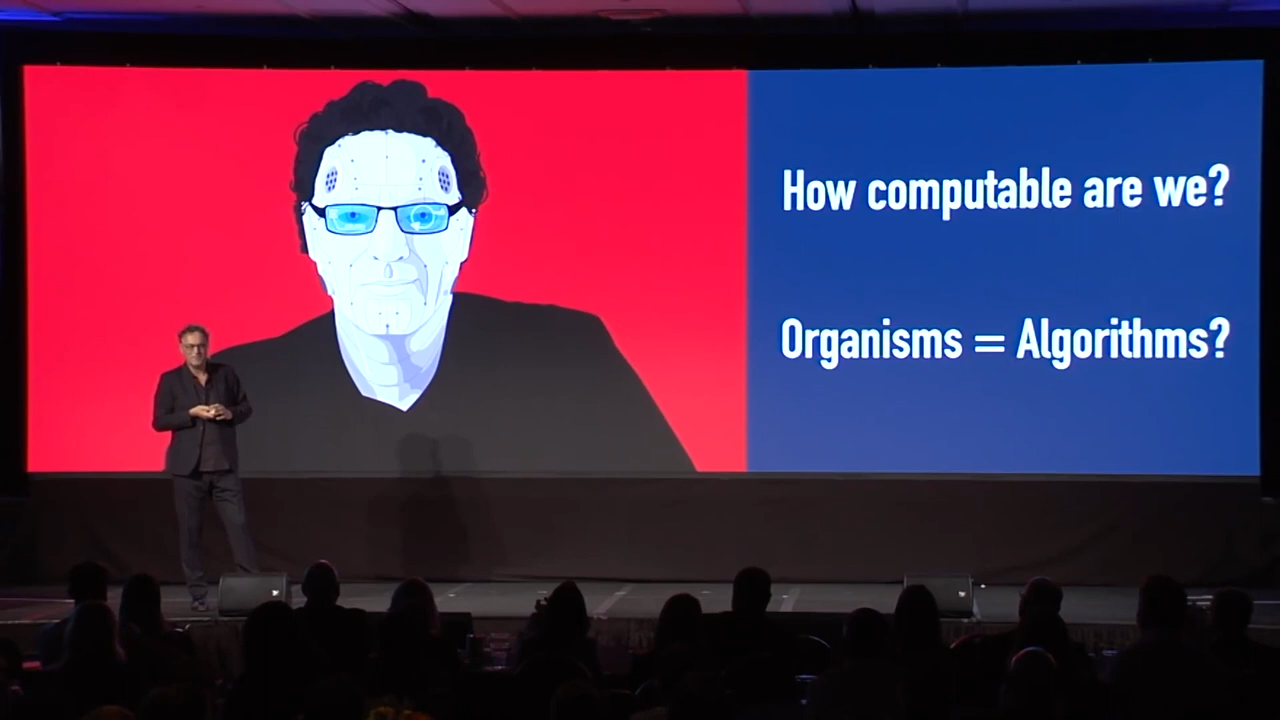 How computable are we?
Organisms = Algorithms?